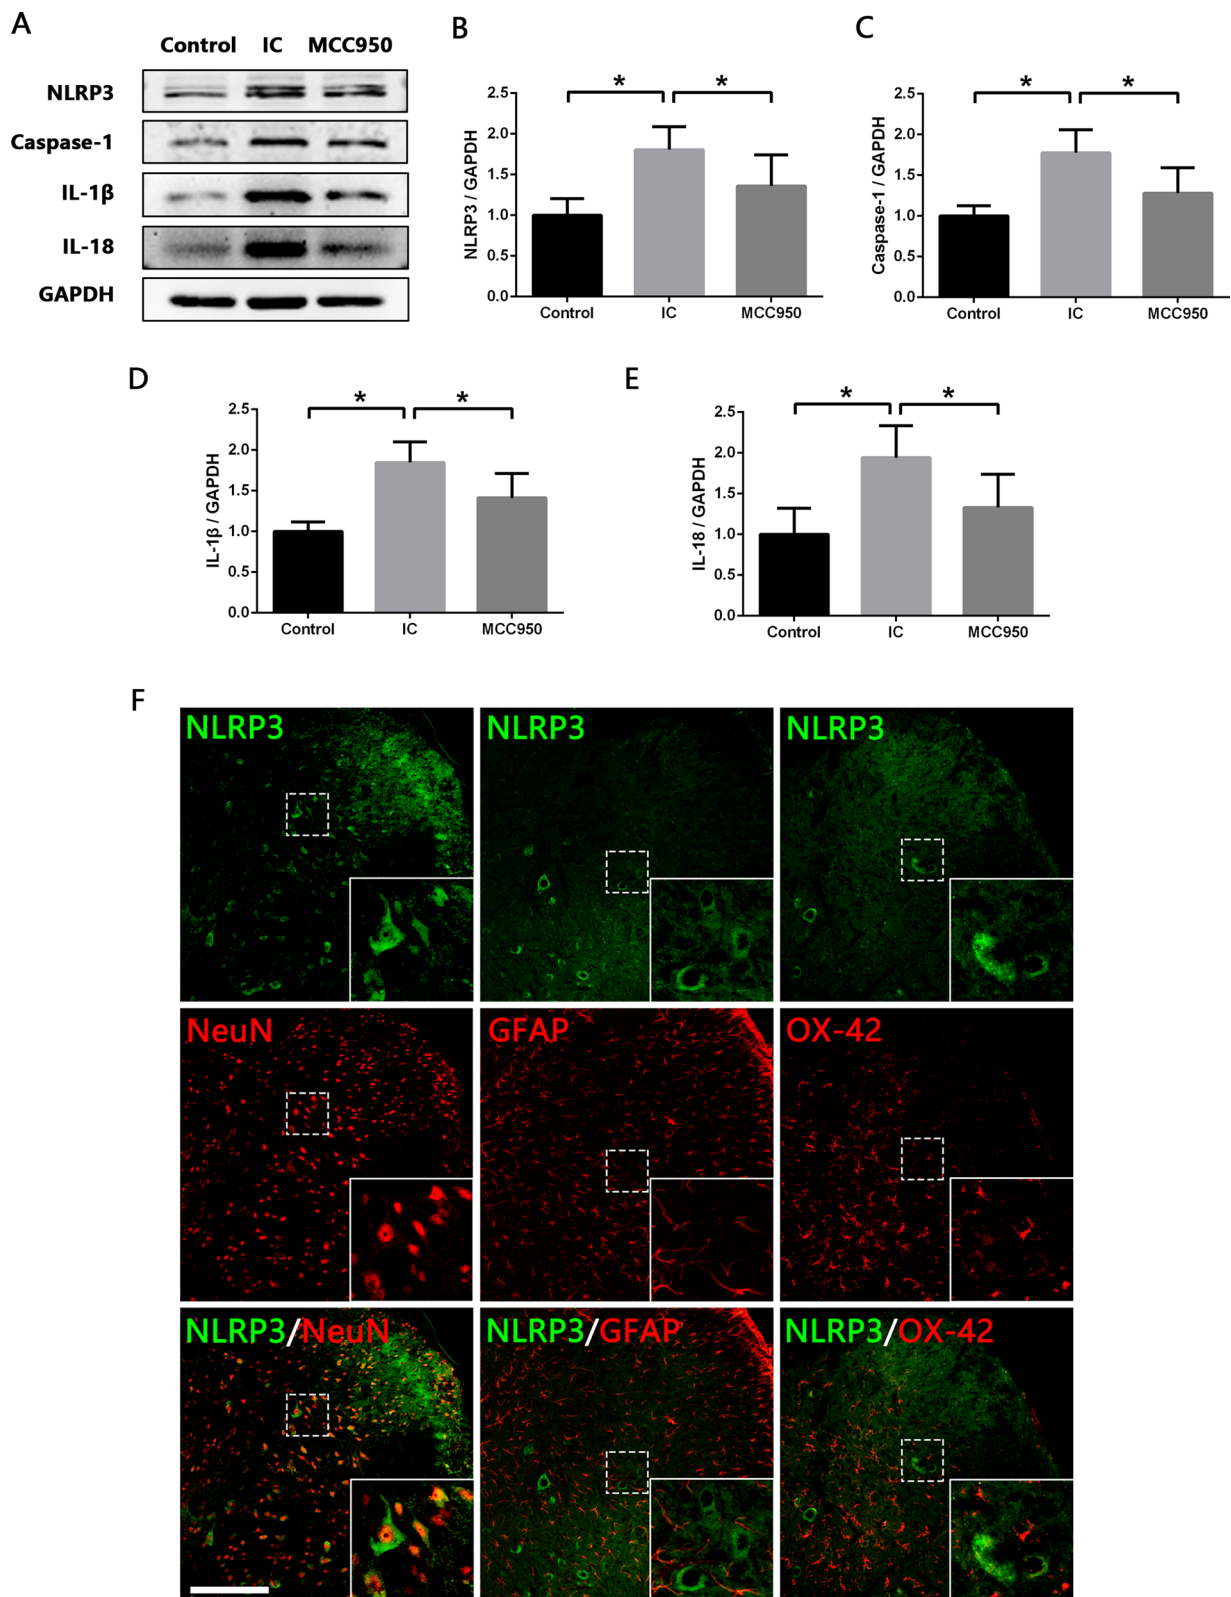 A
Control IC MCC950
NLRP3
Caspase-1
IL-1β
IL-18
GAPDH
B
* *
NLRP3 / GAPDH
2.5
2.0
1.5
1.0
0.5
0.0
Control IC MCC950
C
* *
Caspase-1 / GAPDH
2.5
2.0
1.5
1.0
0.5
0.0
Control IC MCC950
D
* *
IL-1β / GAPDH
2.5
2.0
1.5
1.0
0.5
0.0
Control IC MCC950
E
* *
IL-18 / GAPDH
2.5
2.0
1.5
1.0
0.5
0.0
Control IC MCC950
F
NLRP3 NLRP3 NLRP3
NeuN GFAP OX-42
NLRP3/NeuN NLRP3/GFAP NLRP3/OX-42